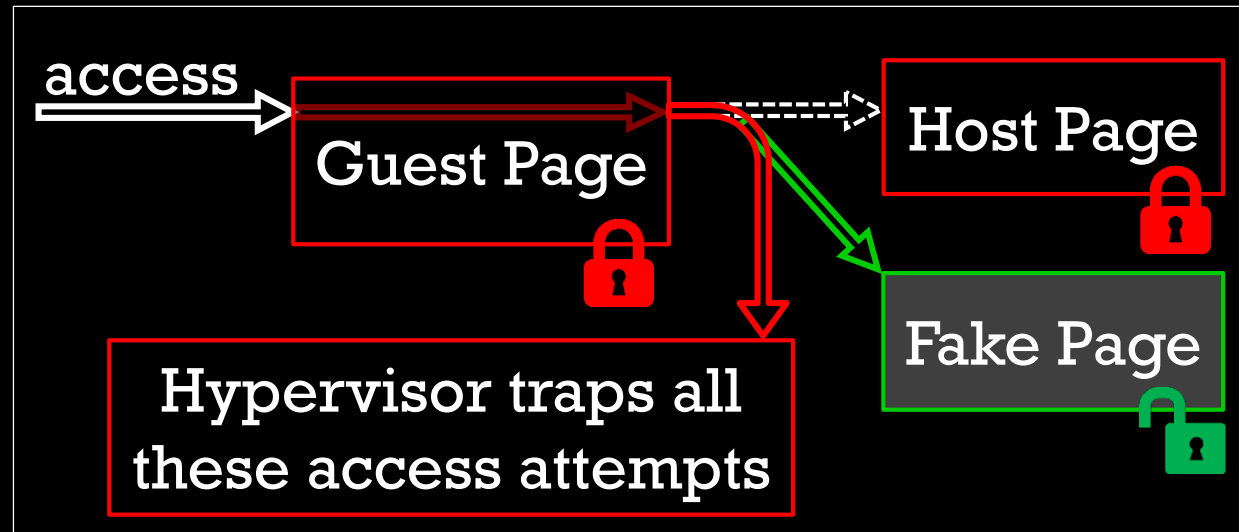 access
Guest Page
Host Page
Fake Page
Hypervisor traps all
these access attempts